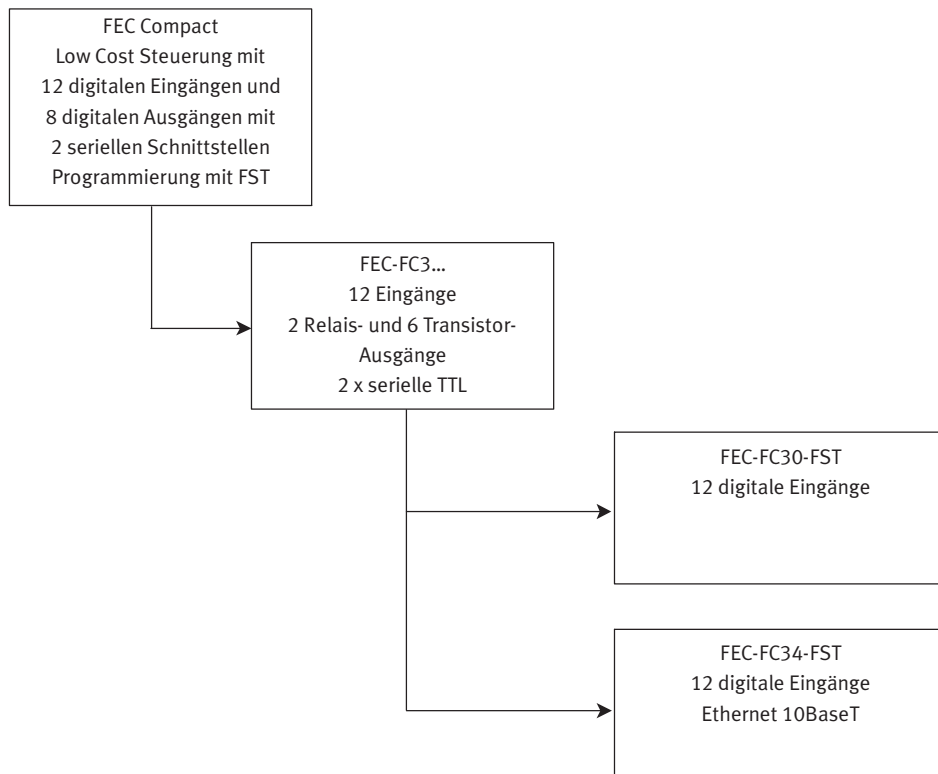 FEC Compact
Low Cost Steuerung mit
12 digitalen Eingängen und
8 digitalen Ausgängen mit
2 seriellen Schnittstellen
Programmierung mit FST
FEC-FC3...
12 Eingänge
2 Relais- und 6 Transistor-
Ausgänge
2 x serielle TTL
FEC-FC30-FST
12 digitale Eingänge
FEC-FC34-FST
12 digitale Eingänge
Ethernet 10BaseT